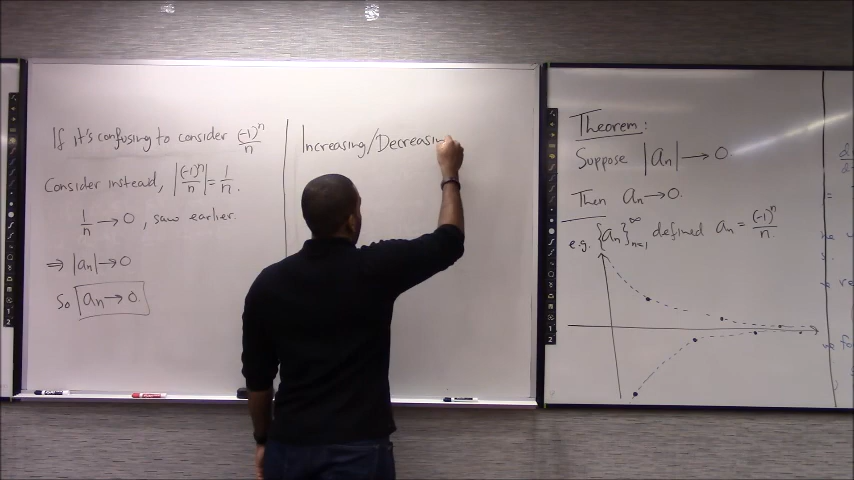 If it's confusing to consider (-1)^n/n
Consider instead, |(-1)^n/n| = 1/n.
1/n → 0, saw earlier.
⇒ |an| → 0
So an → 0.
Increasing/Decreasin
Theorem:
Suppose |an| → 0
Then an → 0.
e.g. {an}_{n=1}^∞ defined an = (-1)^n/n.